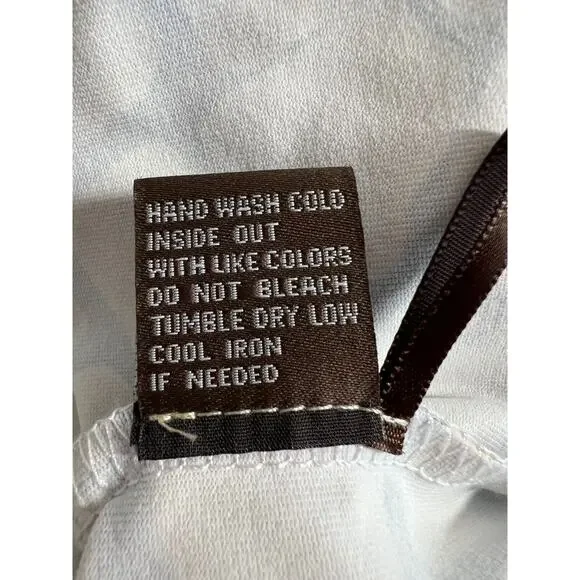 HAND WASH COLD
INSIDE OUT
WITH LIKE COLORS
DO NOT BLEACH
TUMBLE DRY LOW
COOL IRON
IF NEEDED